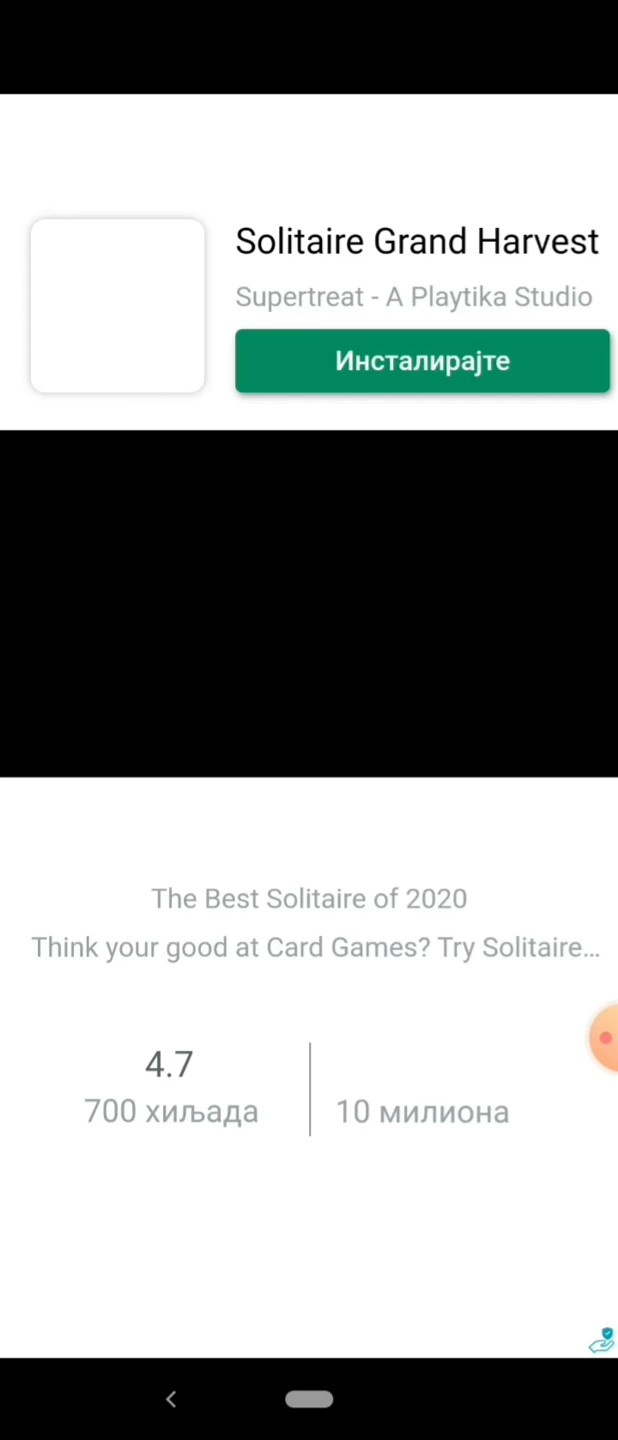 Solitaire Grand Harvest
Supertreat - A Playtika Studio
Инсталирајте
The Best Solitaire of 2020
Think your good at Card Games? Try Solitaire...
4.7
700 хиљада
10 милиона